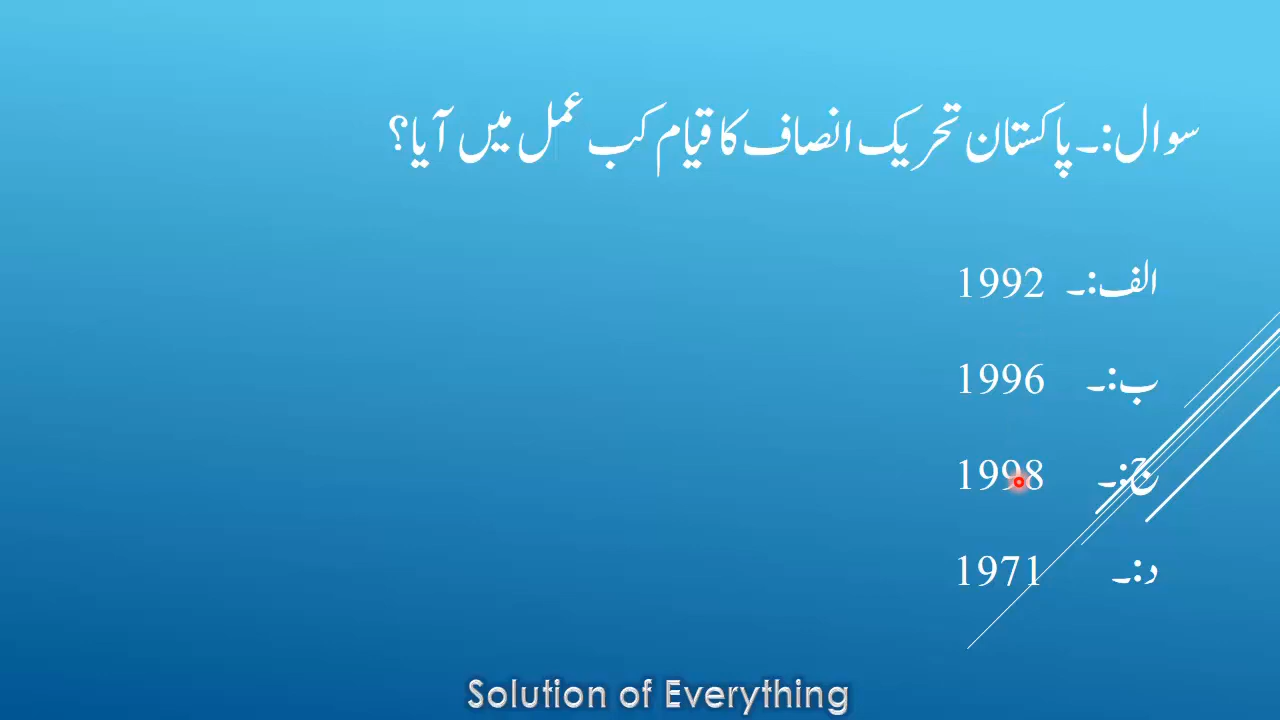 سوال:۔ پاکستان تحریک انصاف کا قیام کب عمل میں آیا؟
الف:۔ 1992
ب:۔ 1996
ج:۔ 1998
د:۔ 1971
Solution of Everything